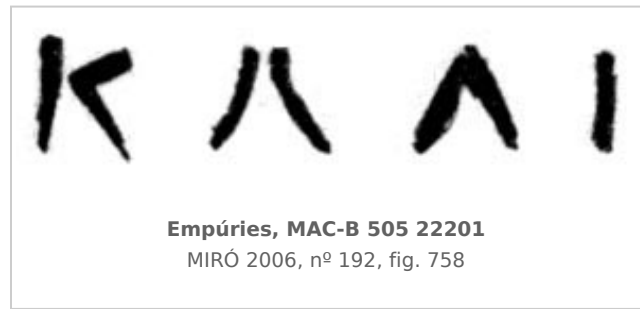 ΚΛΛΙ
Empúries, MAC-B 505 22201
MIRÓ 2006, nº 192, fig. 758